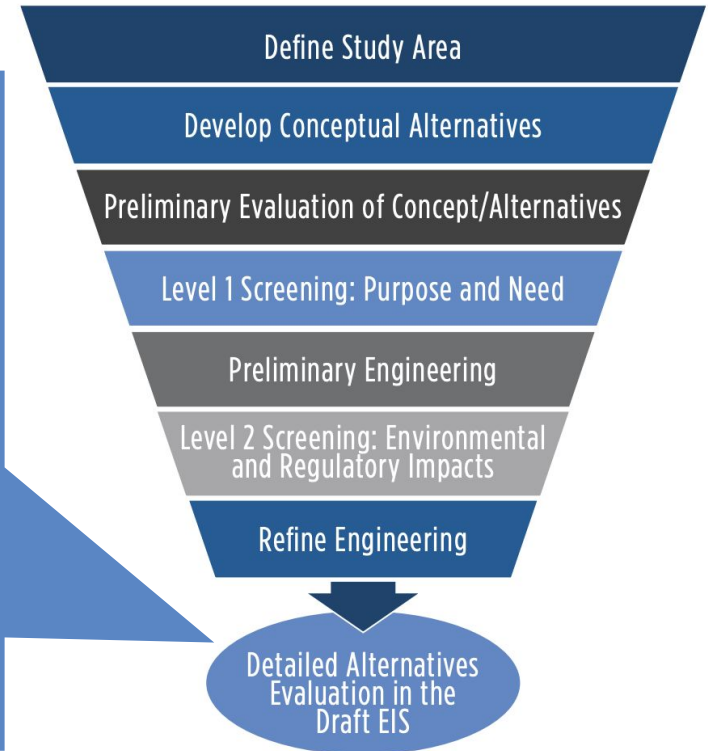 Define Study Area
Develop Conceptual Alternatives
Preliminary Evaluation of Concept/Alternatives
Level 1 Screening: Purpose and Need
Preliminary Engineering
Level 2 Screening: Environmental
and Regulatory Impacts
Refine Engineering
Detailed Alternatives
Evaluation in the
Draft EIS